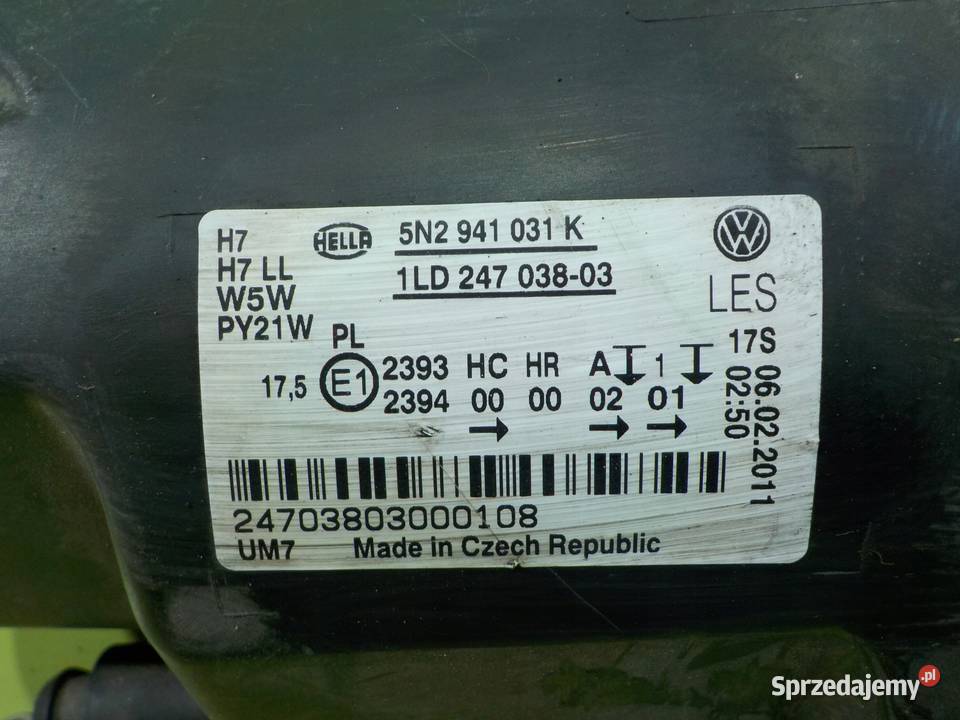 H7
H7 LL
W5W
PY21W
HELLA
5N2 941 031 K
1LD 247 038-03
VW
LES
17S 06.02.2011
02:50
PL
17,5 E1 2393 HC HR A 1
2394 00 00 02 01
24703803000108
UM7 Made in Czech Republic
Sprzedajemy.pl